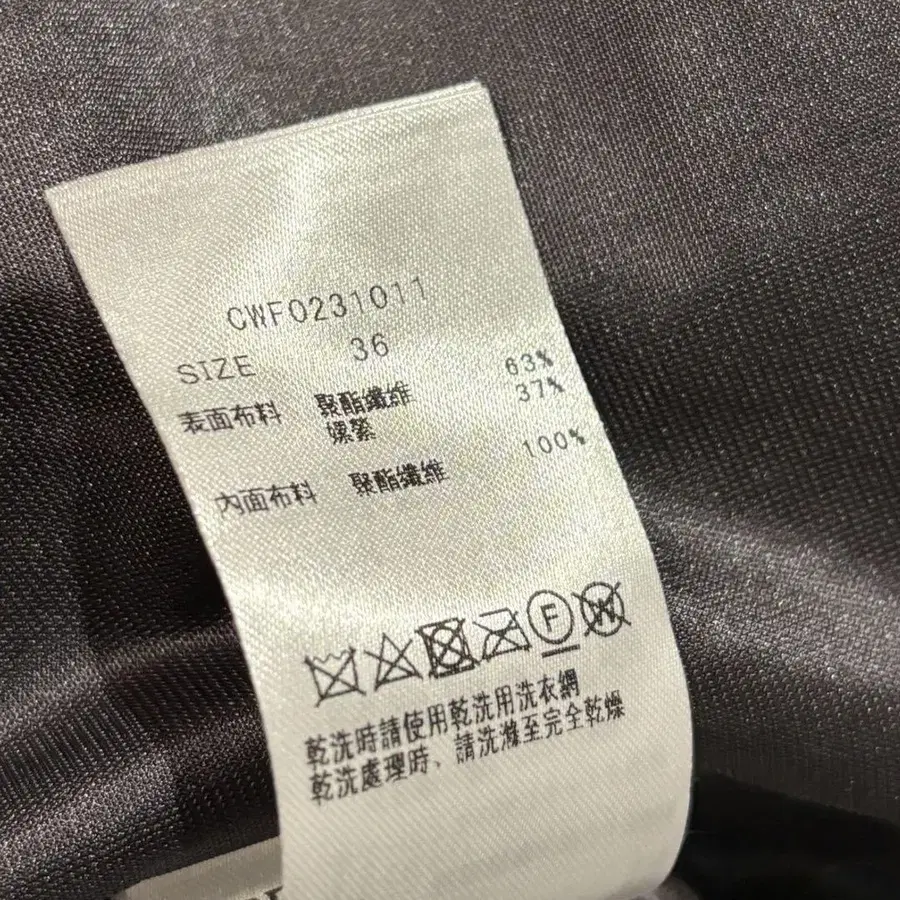 CWF0231011
SIZE 36
表面布料 聚酯纖維 63%
嫘縈 37%
內面布料 聚酯纖維 100%
F W
乾洗時請使用乾洗用洗衣網
乾洗處理時、請洗滌至完全乾燥